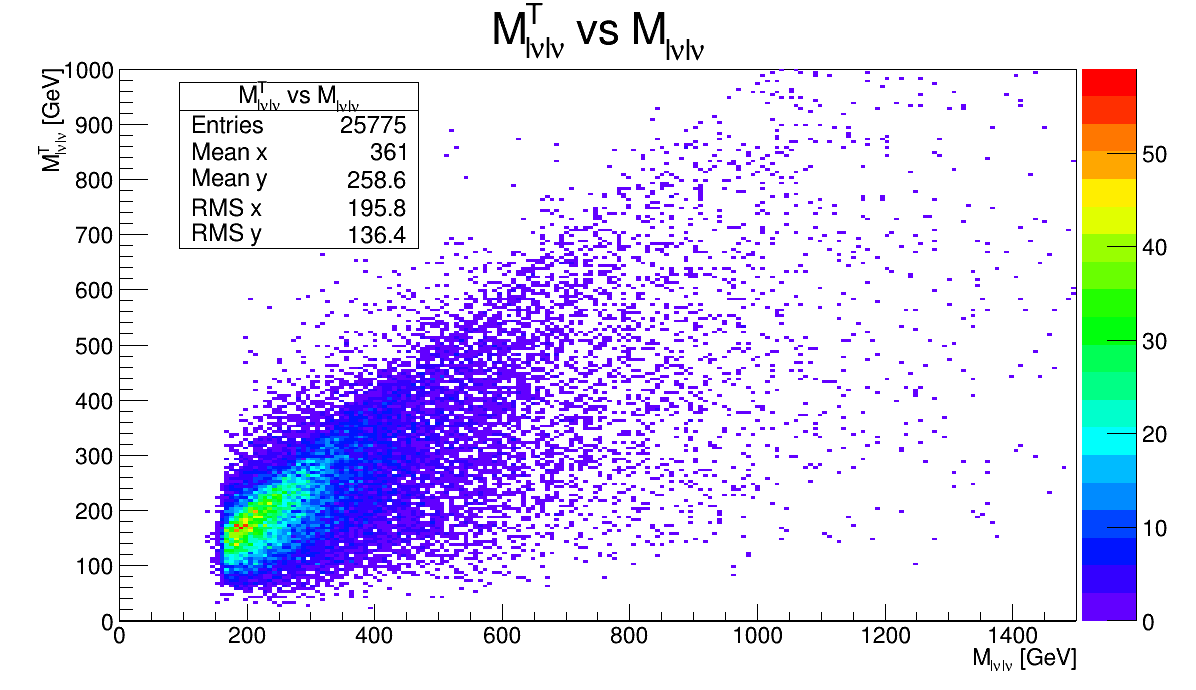 M^T_lνlν vs M_lνlν
M^T_lνlν [GeV]
M^T_lνlν vs M_lνlν
Entries 25775
Mean x 361
Mean y 258.6
RMS x 195.8
RMS y 136.4
1000
900
800
700
600
500
400
300
200
100
0
0 200 400 600 800 1000 1200 1400
M_lνlν [GeV]
50
40
30
20
10
0